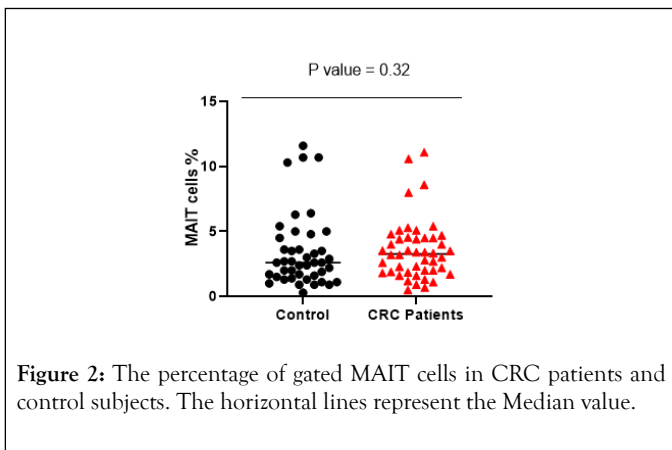 P value = 0.32
15
10
5
0
MAIT cells %
Control
CRC Patients
Figure 2: The percentage of gated MAIT cells in CRC patients and
control subjects. The horizontal lines represent the Median value.